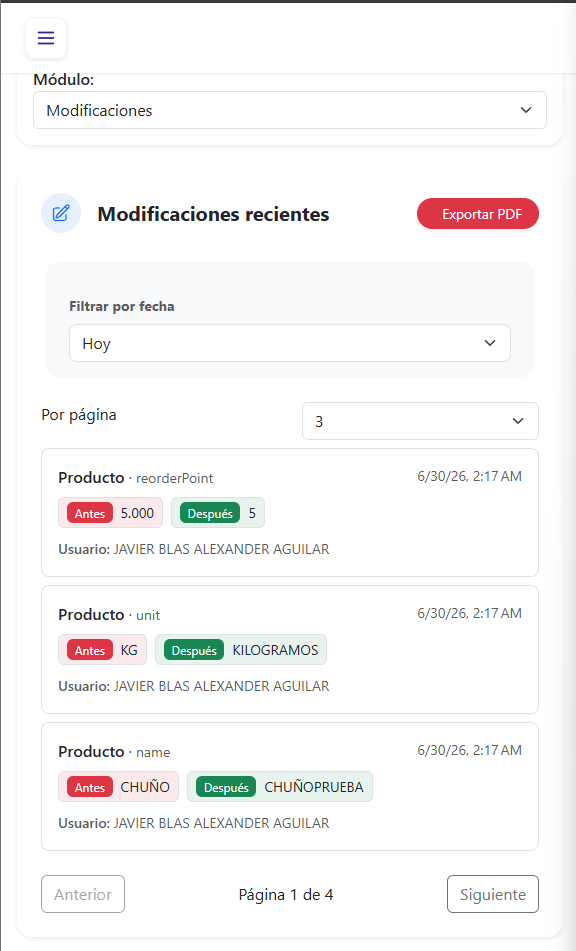 Módulo:
Modificaciones
Modificaciones recientes
Exportar PDF
Filtrar por fecha
Hoy
Por página
3
Producto · reorderPoint
6/30/26, 2:17 AM
Antes 5.000 Después 5
Usuario: JAVIER BLAS ALEXANDER AGUILAR
Producto · unit
6/30/26, 2:17 AM
Antes KG Después KILOGRAMOS
Usuario: JAVIER BLAS ALEXANDER AGUILAR
Producto · name
6/30/26, 2:17 AM
Antes CHUÑO Después CHUÑOPRUEBA
Usuario: JAVIER BLAS ALEXANDER AGUILAR
Anterior
Página 1 de 4
Siguiente